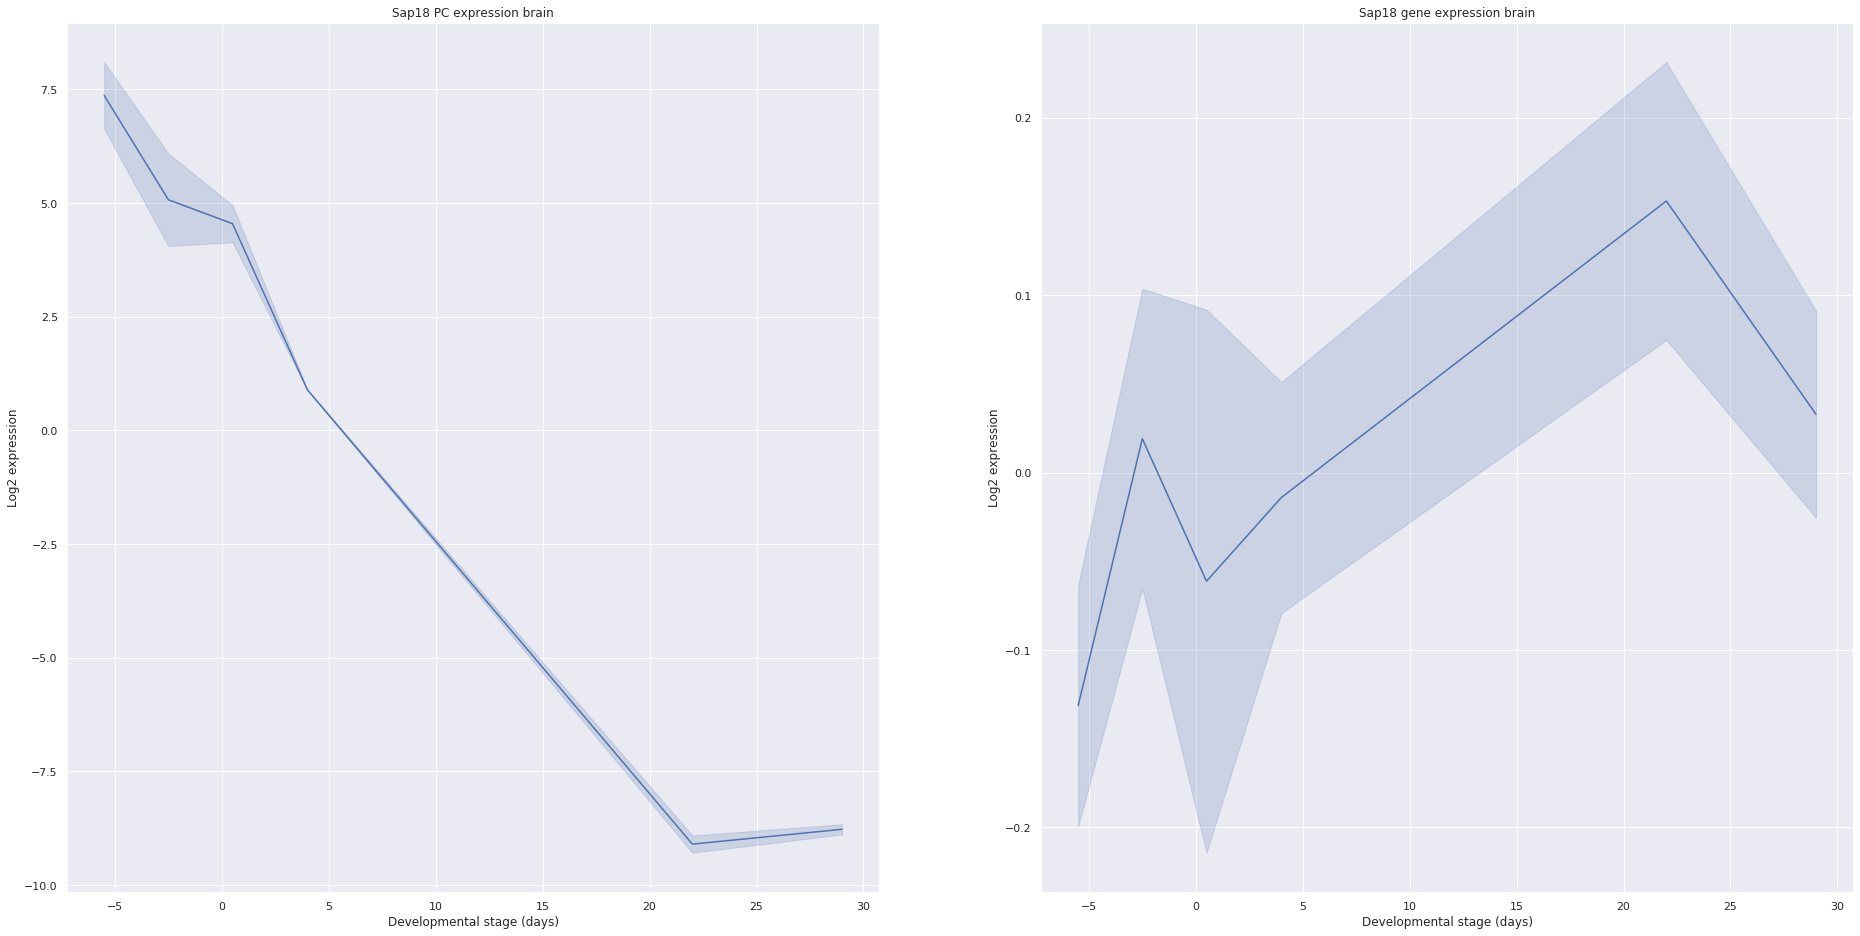 Sap18 PC expression brain
7.5
5.0
2.5
0.0
−2.5
−5.0
−7.5
−10.0
Log2 expression
−5 0 5 10 15 20 25 30
Developmental stage (days)
Sap18 gene expression brain
0.2
0.1
0.0
−0.1
−0.2
Log2 expression
−5 0 5 10 15 20 25 30
Developmental stage (days)